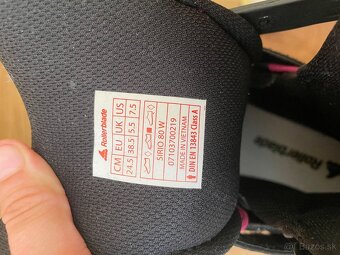 Rollerblade
CM EU UK US
24.5 38.5 5.5 7.5
SIRIO 80 W
07103700219
MADE IN VIETNAM
DIN EN 13843 Class A
Rollerblade
Bazos.sk